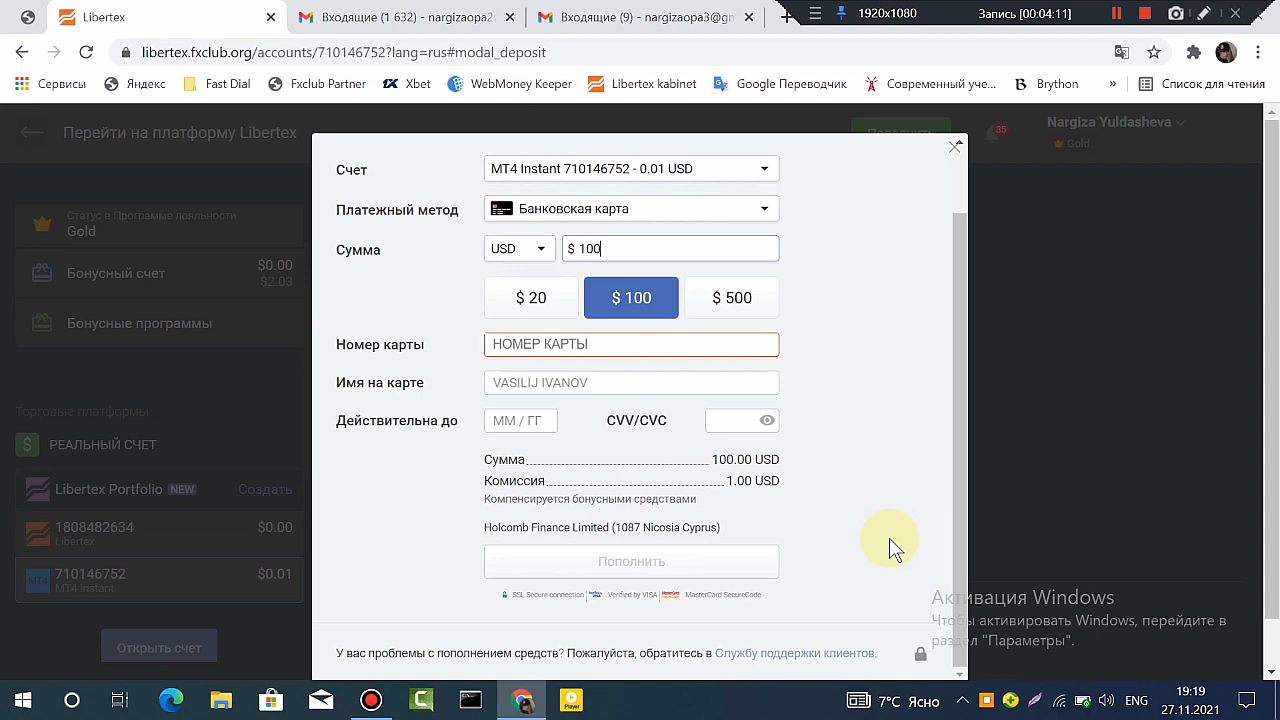 1920x1080
Запись [00:04:11]
Libertex
Входящие (1 632) - nargizaopa2
Входящие (9) - nargizaopa3@gm
libertex.fxclub.org/accounts/710146752?lang=rus#modal_deposit
Сервисы
Яндекс
Fast Dial
Fxclub Partner
Xbet
WebMoney Keeper
Libertex kabinet
Google Переводчик
Современный уче...
Brython
»
Список для чтения
Перейти на платформу Libertex
Пополнить
35
Nargiza Yuldasheva
Gold
Статус в Программе лояльности
Gold
Бонусный счет
$0.00
$2.03
Бонусные программы
Торговые платформы
РЕАЛЬНЫЙ СЧЕТ
Libertex Portfolio NEW
Создать
1808482634
$0.00
Libertex
MT4
710146752
$0.01
MT4 Instant
Открыть счет
Счет
MT4 Instant 710146752 - 0.01 USD
Платежный метод
Банковская карта
Сумма
USD
$ 100
$ 20
$ 100
$ 500
Номер карты
НОМЕР КАРТЫ
Имя на карте
VASILIJ IVANOV
Действительна до
ММ / ГГ
CVV/CVC
Сумма
100.00 USD
Комиссия
1.00 USD
Компенсируется бонусными средствами
Holcomb Finance Limited (1087 Nicosia Cyprus)
Пополнить
SSL Secure connection
Verified by VISA
MasterCard SecureCode
У вас проблемы с пополнением средств? Пожалуйста, обратитесь в Службу поддержки клиентов.
Активация Windows
Чтобы активировать Windows, перейдите в
раздел "Параметры".
Player
7°C Ясно
ENG
19:19
27.11.2021